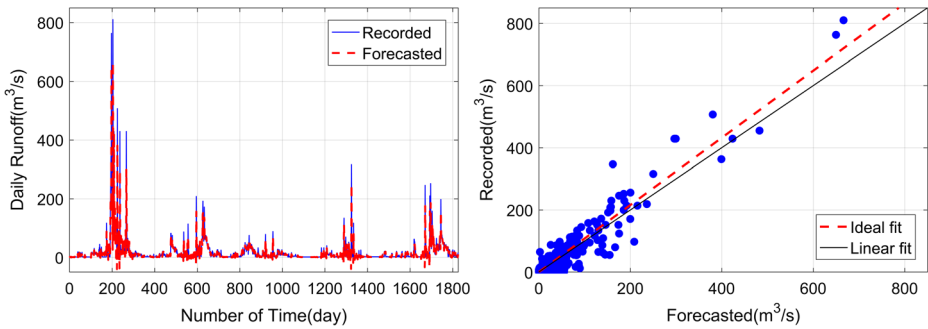 Daily Runoff(m³/s)
800
600
400
200
0
0 200 400 600 800 1000 1200 1400 1600 1800
Number of Time(day)
Recorded
Forecasted
Recorded(m³/s)
800
600
400
200
0
0 200 400 600 800
Forecasted(m³/s)
Ideal fit
Linear fit